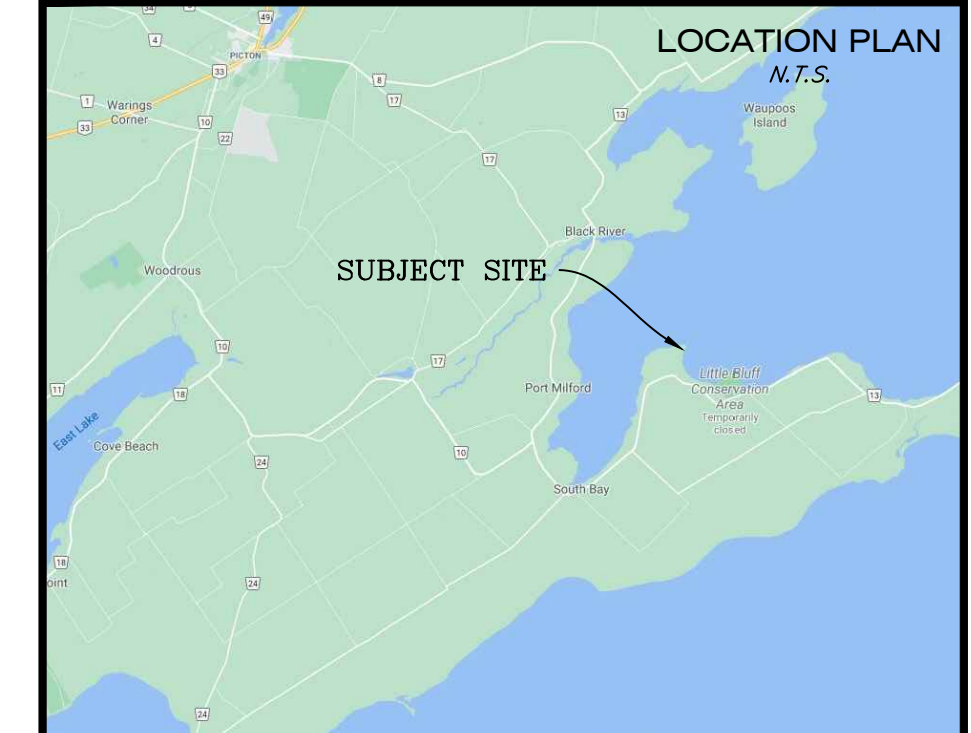 34
49
LOCATION PLAN
4
PICTON
N.T.S.
33
8
1
Warings
Corner
17
Waupoos
Island
13
33
10
22
17
Black River
SUBJECT SITE
Woodrous
10
17
Little Bluff
Conservation
Area
Temporarily
closed
11
18
Port Milford
13
East Lake
Cove Beach
10
24
South Bay
18
oint
24
24